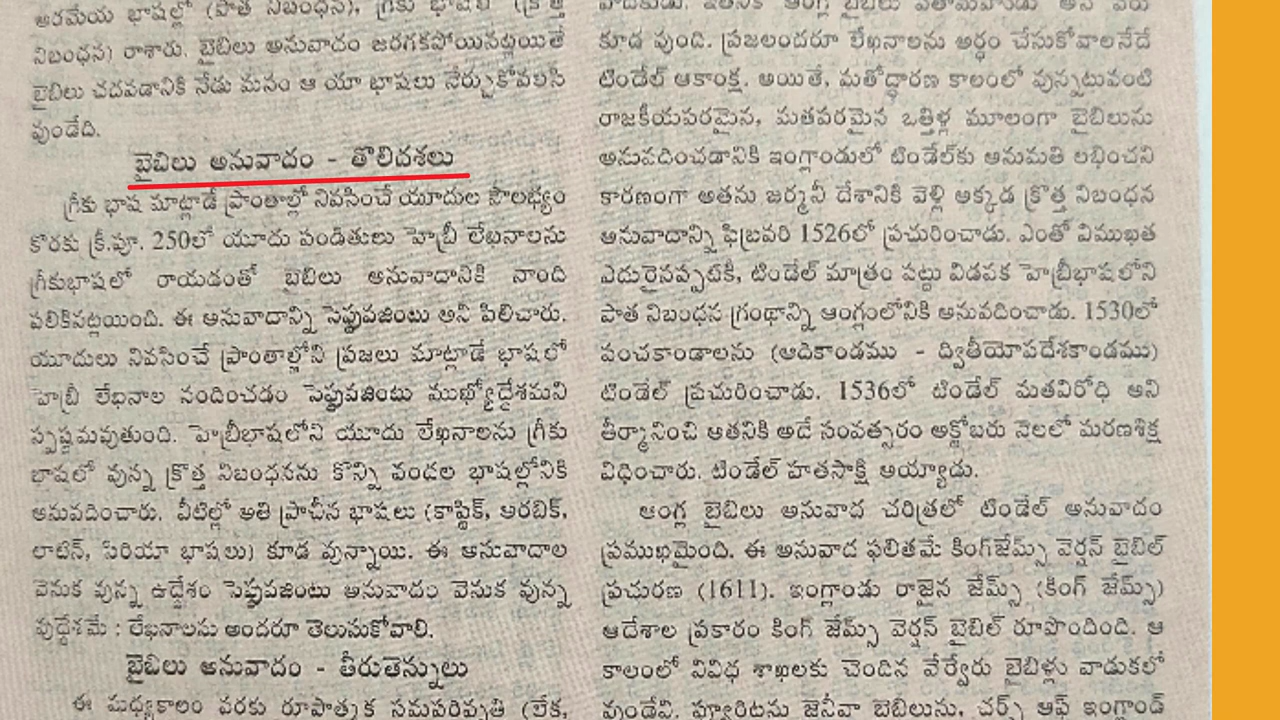 అరమేయ భాషల్లో (పాత నిబంధన), గ్రీకు భాషలో (క్రొత్త
నిబంధన) రాశారు. బైబిలు అనువాదం జరగకపోయినట్లయితే
బైబిలు చదవడానికి నేడు మనం ఆ యా భాషలు నేర్చుకోవలసి
వుండేది.
బైబిలు అనువాదం - తొలిదశలు
గ్రీకు భాష మాట్లాడే ప్రాంతాల్లో నివసించే యూదుల సౌలభ్యం
కొరకు క్రీ.పూ. 250లో యూదు పండితులు హెబ్రీ లేఖనాలను
గ్రీకుభాషలో రాయడంతో బైబిలు అనువాదానికి నాంది
పలికినట్లయింది. ఈ అనువాదాన్ని సెప్టువజింటు అని పిలిచారు.
యూదులు నివసించే ప్రాంతాల్లోని ప్రజలు మాట్లాడే భాషలో
హెబ్రీ లేఖనాల నందించడం సెప్టువజింటు ముఖ్యోద్దేశమని
స్పష్టమవుతుంది. హెబ్రీభాషలోని యూదు లేఖనాలను గ్రీకు
భాషలో వున్న క్రొత్త నిబంధనను కొన్ని వందల భాషల్లోనికి
అనువదించారు. వీటిల్లో అతి ప్రాచీన భాషలు (కాప్టిక్, అరబిక్,
లాటిన్, సిరియా భాషలు) కూడ వున్నాయి. ఈ అనువాదాల
వెనుక వున్న ఉద్దేశం సెప్టువజింటు అనువాదం వెనుక వున్న
వుద్దేశమే : లేఖనాలను అందరూ తెలుసుకోవాలి.
బైబిలు అనువాదం - తీరుతెన్నులు
ఈ మధ్యకాలం వరకు రూపాత్మక సమపరివృతి (లేక,
కూడ వుంది. ప్రజలందరూ లేఖనాలను అర్థం చేసుకోవాలనేదే
టిండేల్ ఆకాంక్ష. అయితే, మతోద్ధారణ కాలంలో వున్నటువంటి
రాజకీయపరమైన, మతపరమైన ఒత్తిళ్ల మూలంగా బైబిలును
అనువదించడానికి ఇంగ్లాండులో టిండేల్‌కు అనుమతి లభించని
కారణంగా అతను జర్మనీ దేశానికి వెళ్లి అక్కడ క్రొత్త నిబంధన
అనువాదాన్ని ఫిబ్రవరి 1526లో ప్రచురించాడు. ఎంతో విముఖత
ఎదురైనప్పటికీ, టిండేల్ మాత్రం పట్టు విడవక హెబ్రీభాషలోని
పాత నిబంధన గ్రంథాన్ని ఆంగ్లంలోనికి అనువదించాడు. 1530లో
పంచకాండాలను (ఆదికాండము - ద్వితీయోపదేశకాండము)
టిండేల్ ప్రచురించాడు. 1536లో టిండేల్ మతవిరోధి అని
తీర్మానించి ఆతనికి అదే సంవత్సరం అక్టోబరు నెలలో మరణశిక్ష
విధించారు. టిండేల్ హతసాక్షి అయ్యాడు.
ఆంగ్ల బైబిలు అనువాద చరిత్రలో టిండేల్ అనువాదం
ప్రముఖమైంది. ఈ అనువాద ఫలితమే కింగ్‌జేమ్స్ వెర్షన్ బైబిల్
ప్రచురణ (1611). ఇంగ్లాండు రాజైన జేమ్స్ (కింగ్ జేమ్స్)
ఆదేశాల ప్రకారం కింగ్ జేమ్స్ వెర్షన్ బైబిల్ రూపొందింది. ఆ
కాలంలో వివిధ శాఖలకు చెందిన వేర్వేరు బైబిళ్లు వాడుకలో
వుండేవి. ప్యూరిటను జెనీవా బైబిలును, చర్చ్ ఆఫ్ ఇంగ్లాండ్